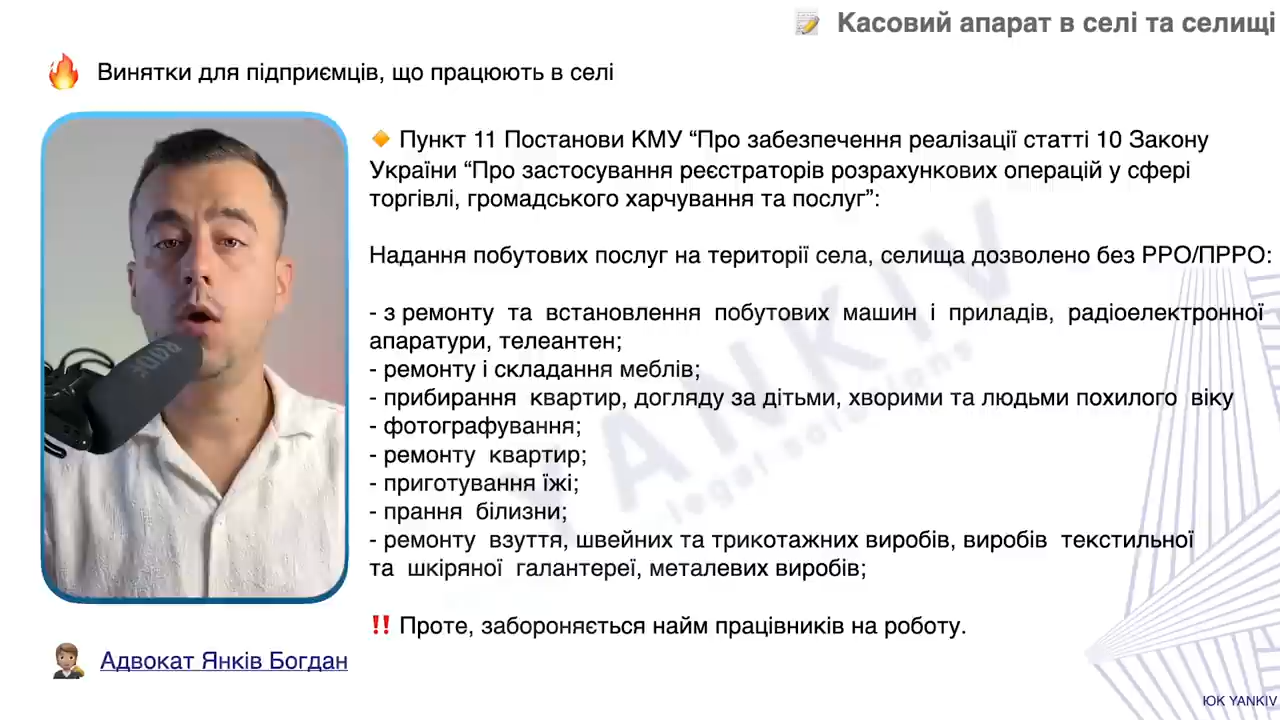 Касовий апарат в селі та селищі
Винятки для підприємців, що працюють в селі
Пункт 11 Постанови КМУ “Про забезпечення реалізації статті 10 Закону
України “Про застосування реєстраторів розрахункових операцій у сфері
торгівлі, громадського харчування та послуг”:
Надання побутових послуг на території села, селища дозволено без РРО/ПРРО:
- з ремонту та встановлення побутових машин і приладів, радіоелектронної
апаратури, телеантен;
- ремонту і складання меблів;
- прибирання квартир, догляду за дітьми, хворими та людьми похилого віку
- фотографування;
- ремонту квартир;
- приготування їжі;
- прання білизни;
- ремонту взуття, швейних та трикотажних виробів, виробів текстильної
та шкіряної галантереї, металевих виробів;
!! Проте, забороняється найм працівників на роботу.
Адвокат Янків Богдан
YANKIV
legal solutions
RØDE
ЮК YANKIV